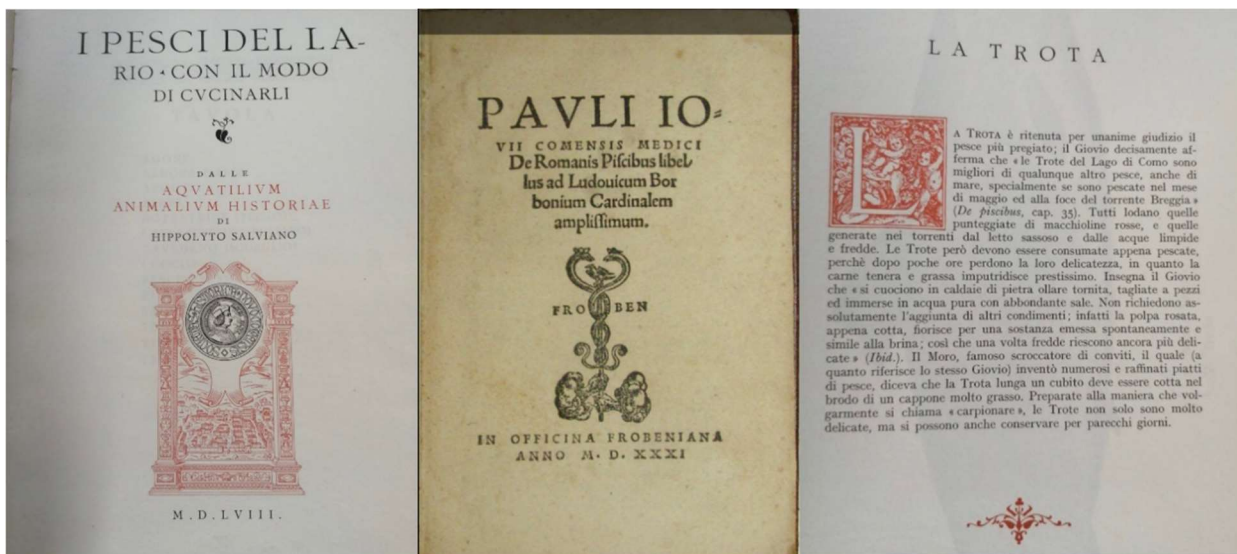 I PESCI DEL LA-
RIO · CON IL MODO
DI CVCINARLI
DALLE
AQVATILIVM
ANIMALIVM HISTORIAE
DI
HIPPOLYTO SALVIANO
M.D.LVIII.
PAVLI IO-
VII COMENSIS MEDICI
De Romanis Piſcibus libel-
lus ad Ludouicum Bor
bonium Cardinalem
ampliſſimum.
FRO BEN
IN OFFICINA FROBENIANA
ANNO M. D. XXXI
LA TROTA
LA TROTA è ritenuta per unanime giudizio il
pesce più pregiato; il Giovio decisamente af-
ferma che « le Trote del Lago di Como sono
migliori di qualunque altro pesce, anche di
mare, specialmente se sono pescate nel mese
di maggio ed alla foce del torrente Breggia »
(De piscibus, cap. 35). Tutti lodano quelle
punteggiate di macchioline rosse, e quelle
generate nei torrenti dal letto sassoso e dalle acque limpide
e fredde. Le Trote però devono essere consumate appena pescate,
perchè dopo poche ore perdono la loro delicatezza, in quanto la
carne tenera e grassa imputridisce prestissimo. Insegna il Giovio
che « si cuociono in caldaie di pietra ollare tornita, tagliate a pezzi
ed immerse in acqua pura con abbondante sale. Non richiedono as-
solutamente l'aggiunta di altri condimenti; infatti la polpa rosata,
appena cotta, fiorisce per una sostanza emessa spontaneamente e
simile alla brina; così che una volta fredde riescono ancora più deli-
cate » (Ibid.). Il Moro, famoso scroccatore di conviti, il quale (a
quanto riferisce lo stesso Giovio) inventò numerosi e raffinati piatti
di pesce, diceva che la Trota lunga un cubito deve essere cotta nel
brodo di un cappone molto grasso. Preparate alla maniera che vol-
garmente si chiama « carpionare », le Trote non solo sono molto
delicate, ma si possono anche conservare per parecchi giorni.